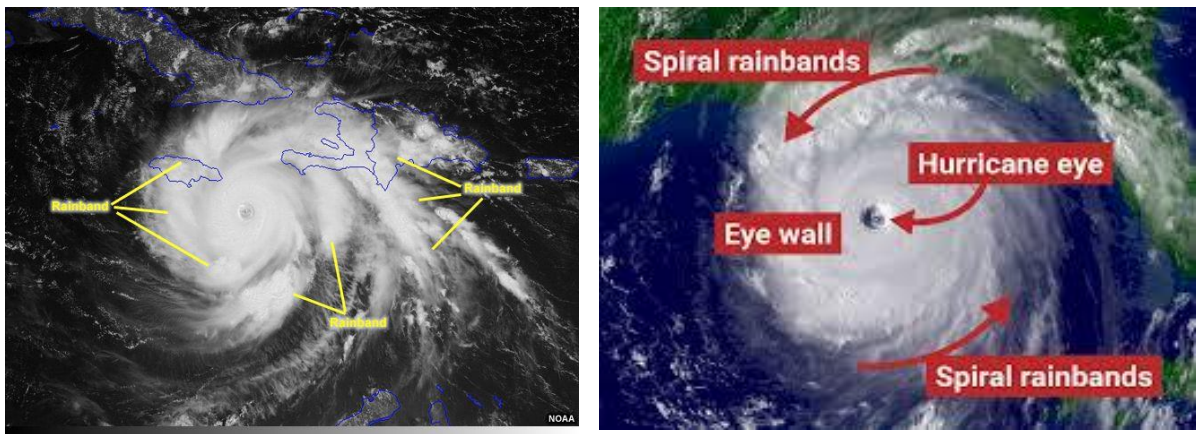 Rainband
Rainband
Rainband
NOAA
Spiral rainbands
Hurricane eye
Eye wall
Spiral rainbands